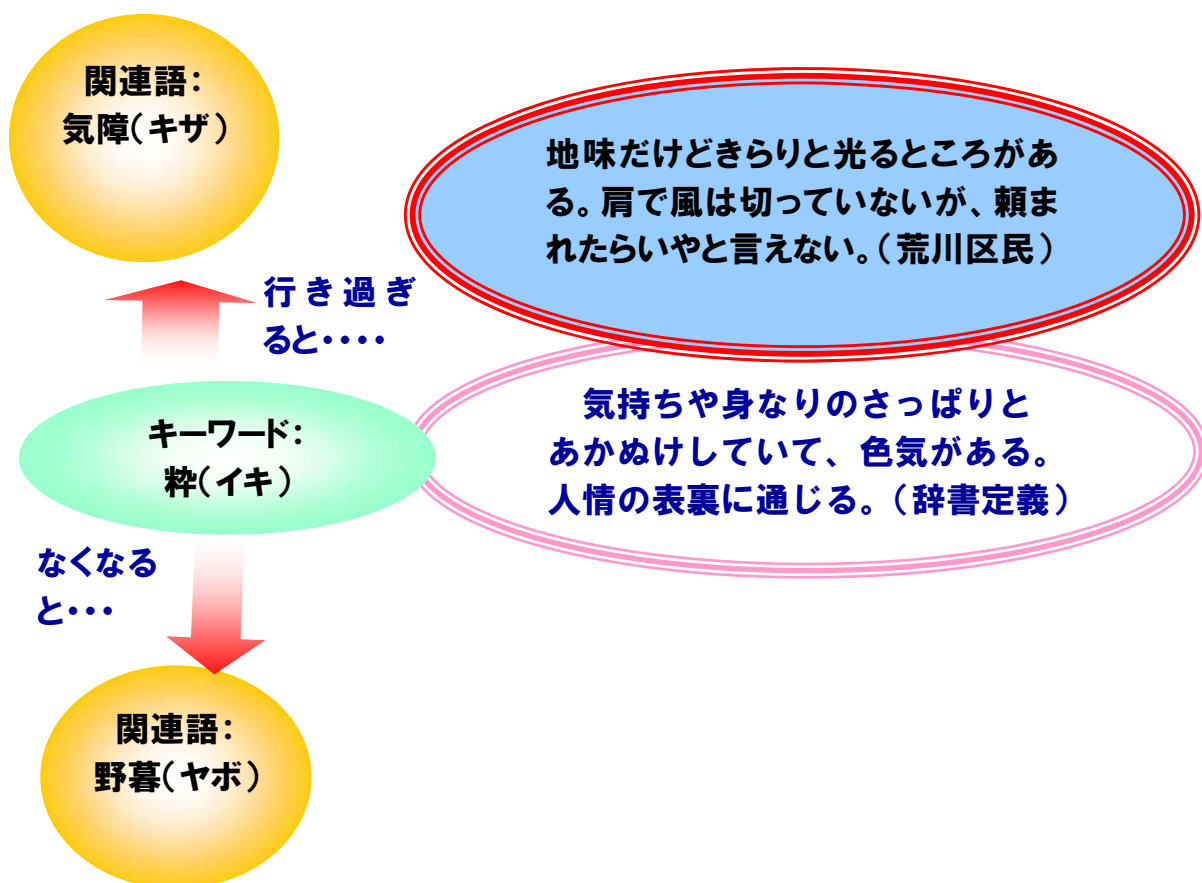 関連語：
気障（キザ）
地味だけどきらりと光るところがあ
る。肩で風は切っていないが、頼ま
れたらいやと言えない。（荒川区民）
行き過ぎ
ると・・・・
キーワード：
粋（イキ）
気持ちや身なりのさっぱりと
あかぬけしていて、色気がある。
人情の表裏に通じる。（辞書定義）
なくなる
と・・・
関連語：
野暮（ヤボ）